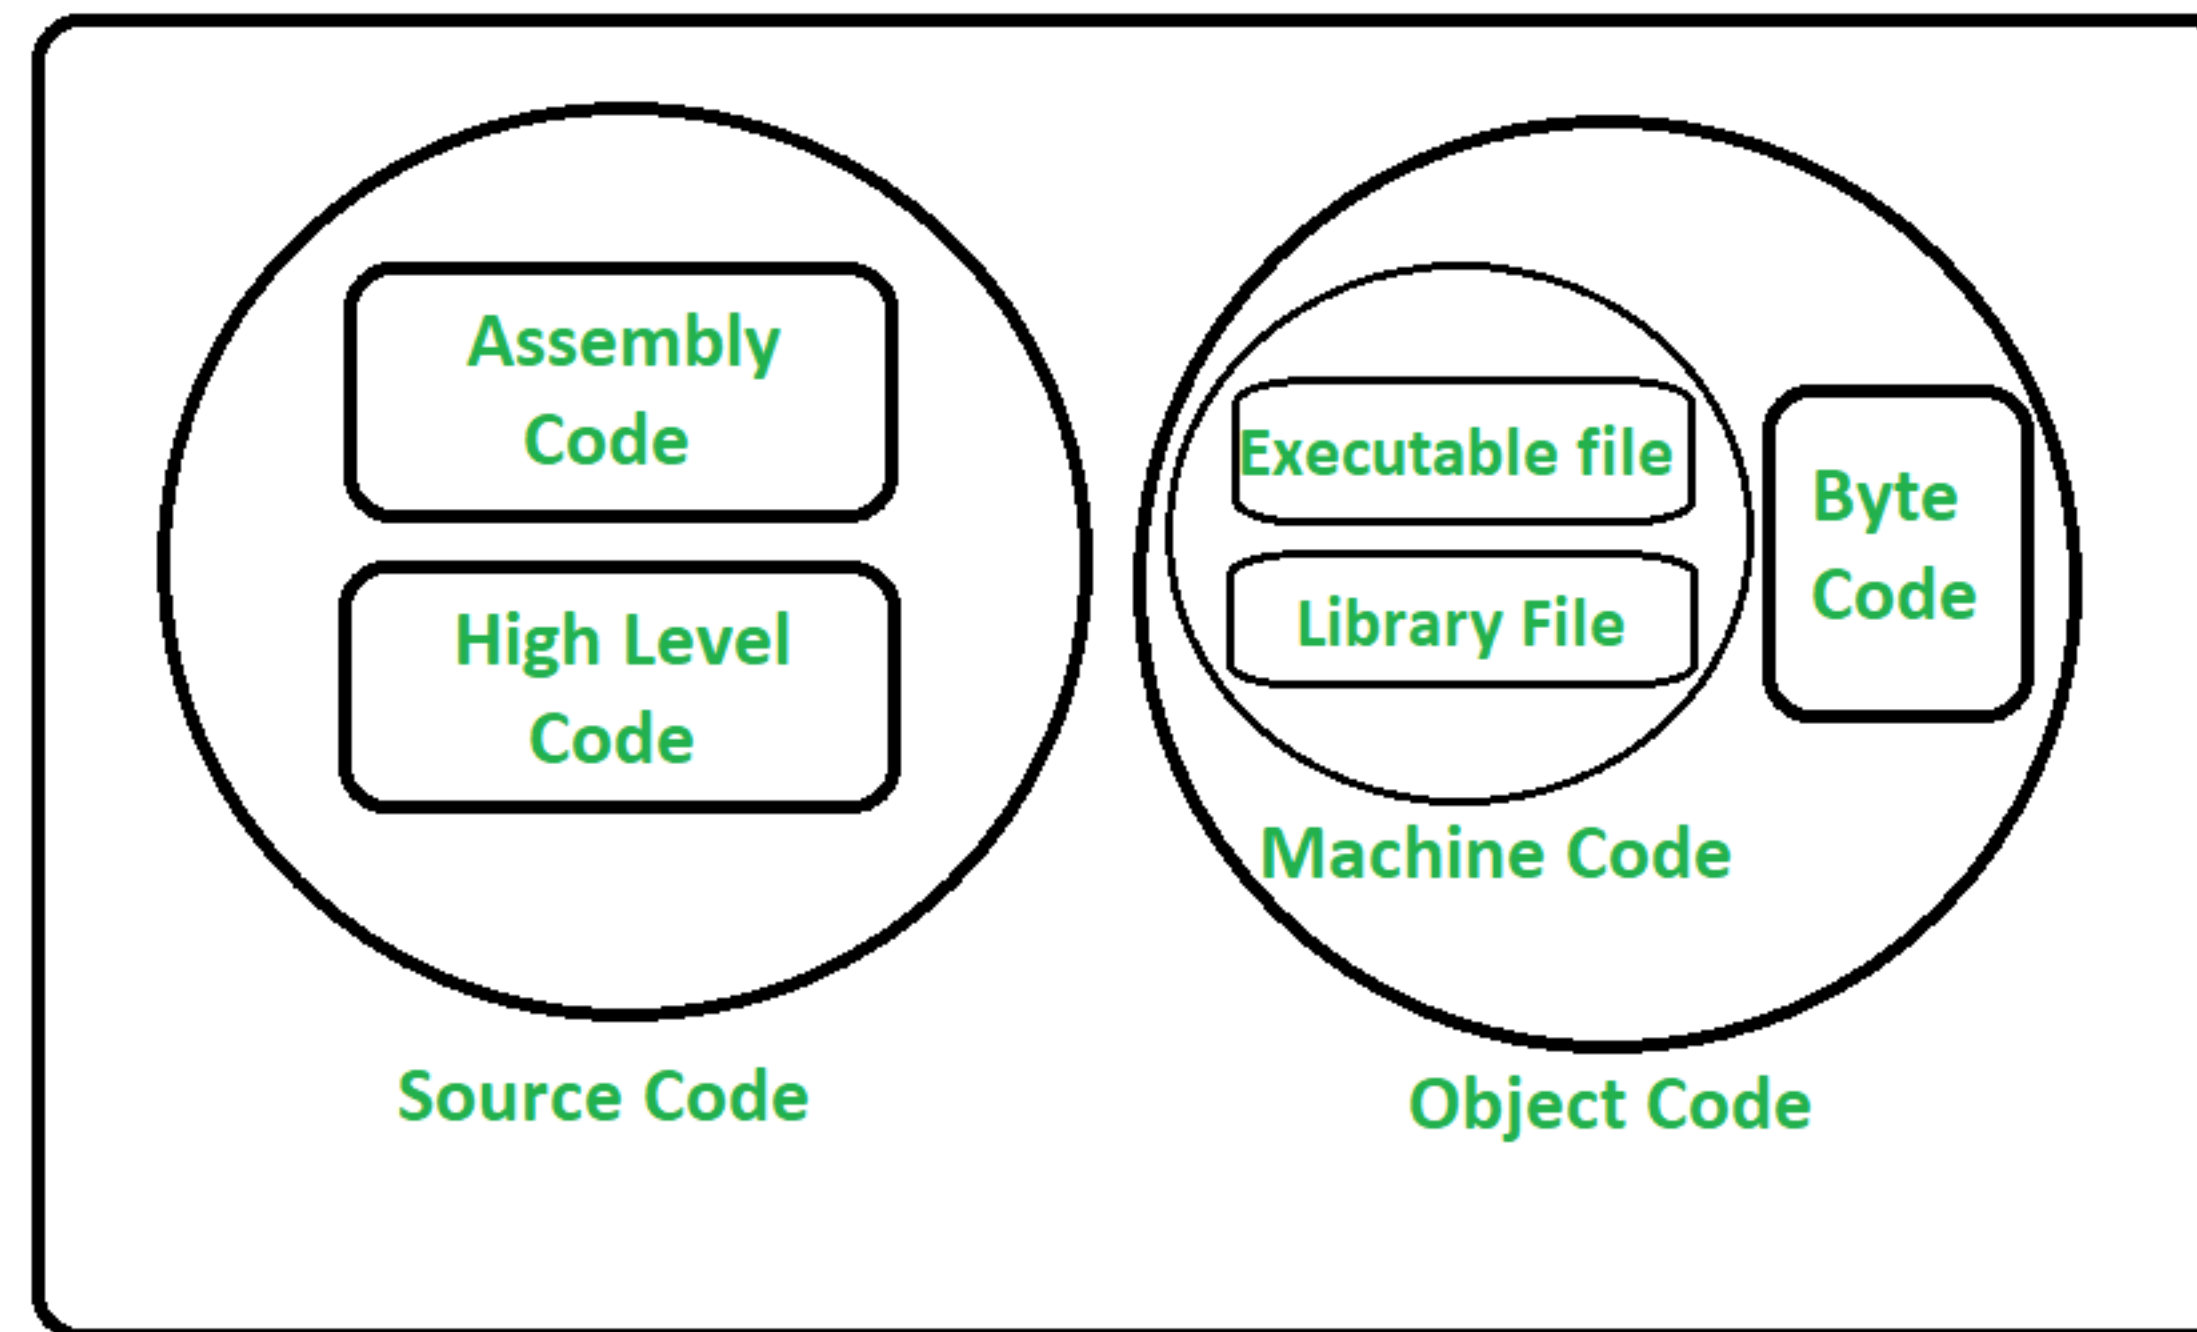 Assembly
Code
High Level
Code
Source Code
Executable file
Library File
Machine Code
Byte
Code
Object Code